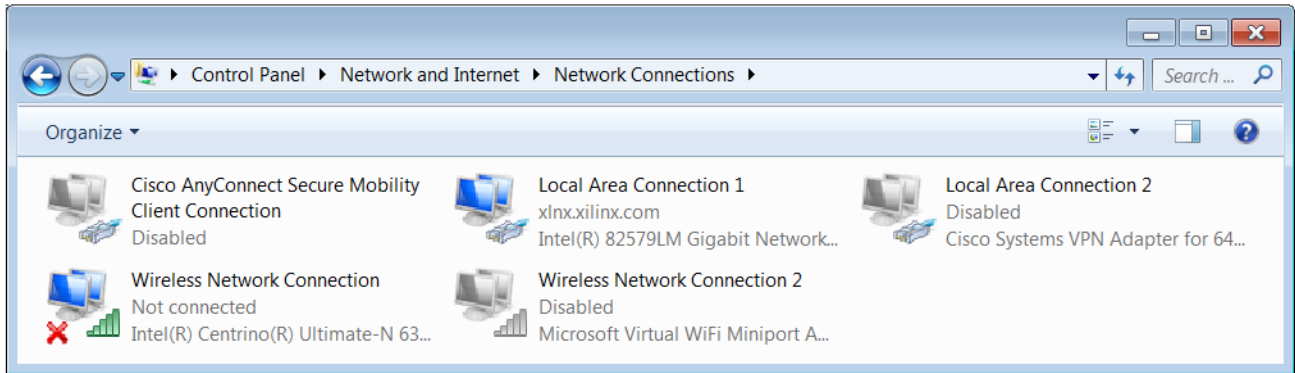 Control Panel Network and Internet Network Connections Search ...
Organize
Cisco AnyConnect Secure Mobility
Client Connection
Disabled
Local Area Connection 1
xlnx.xilinx.com
Intel(R) 82579LM Gigabit Network...
Local Area Connection 2
Disabled
Cisco Systems VPN Adapter for 64...
Wireless Network Connection
Not connected
Intel(R) Centrino(R) Ultimate-N 63...
Wireless Network Connection 2
Disabled
Microsoft Virtual WiFi Miniport A...